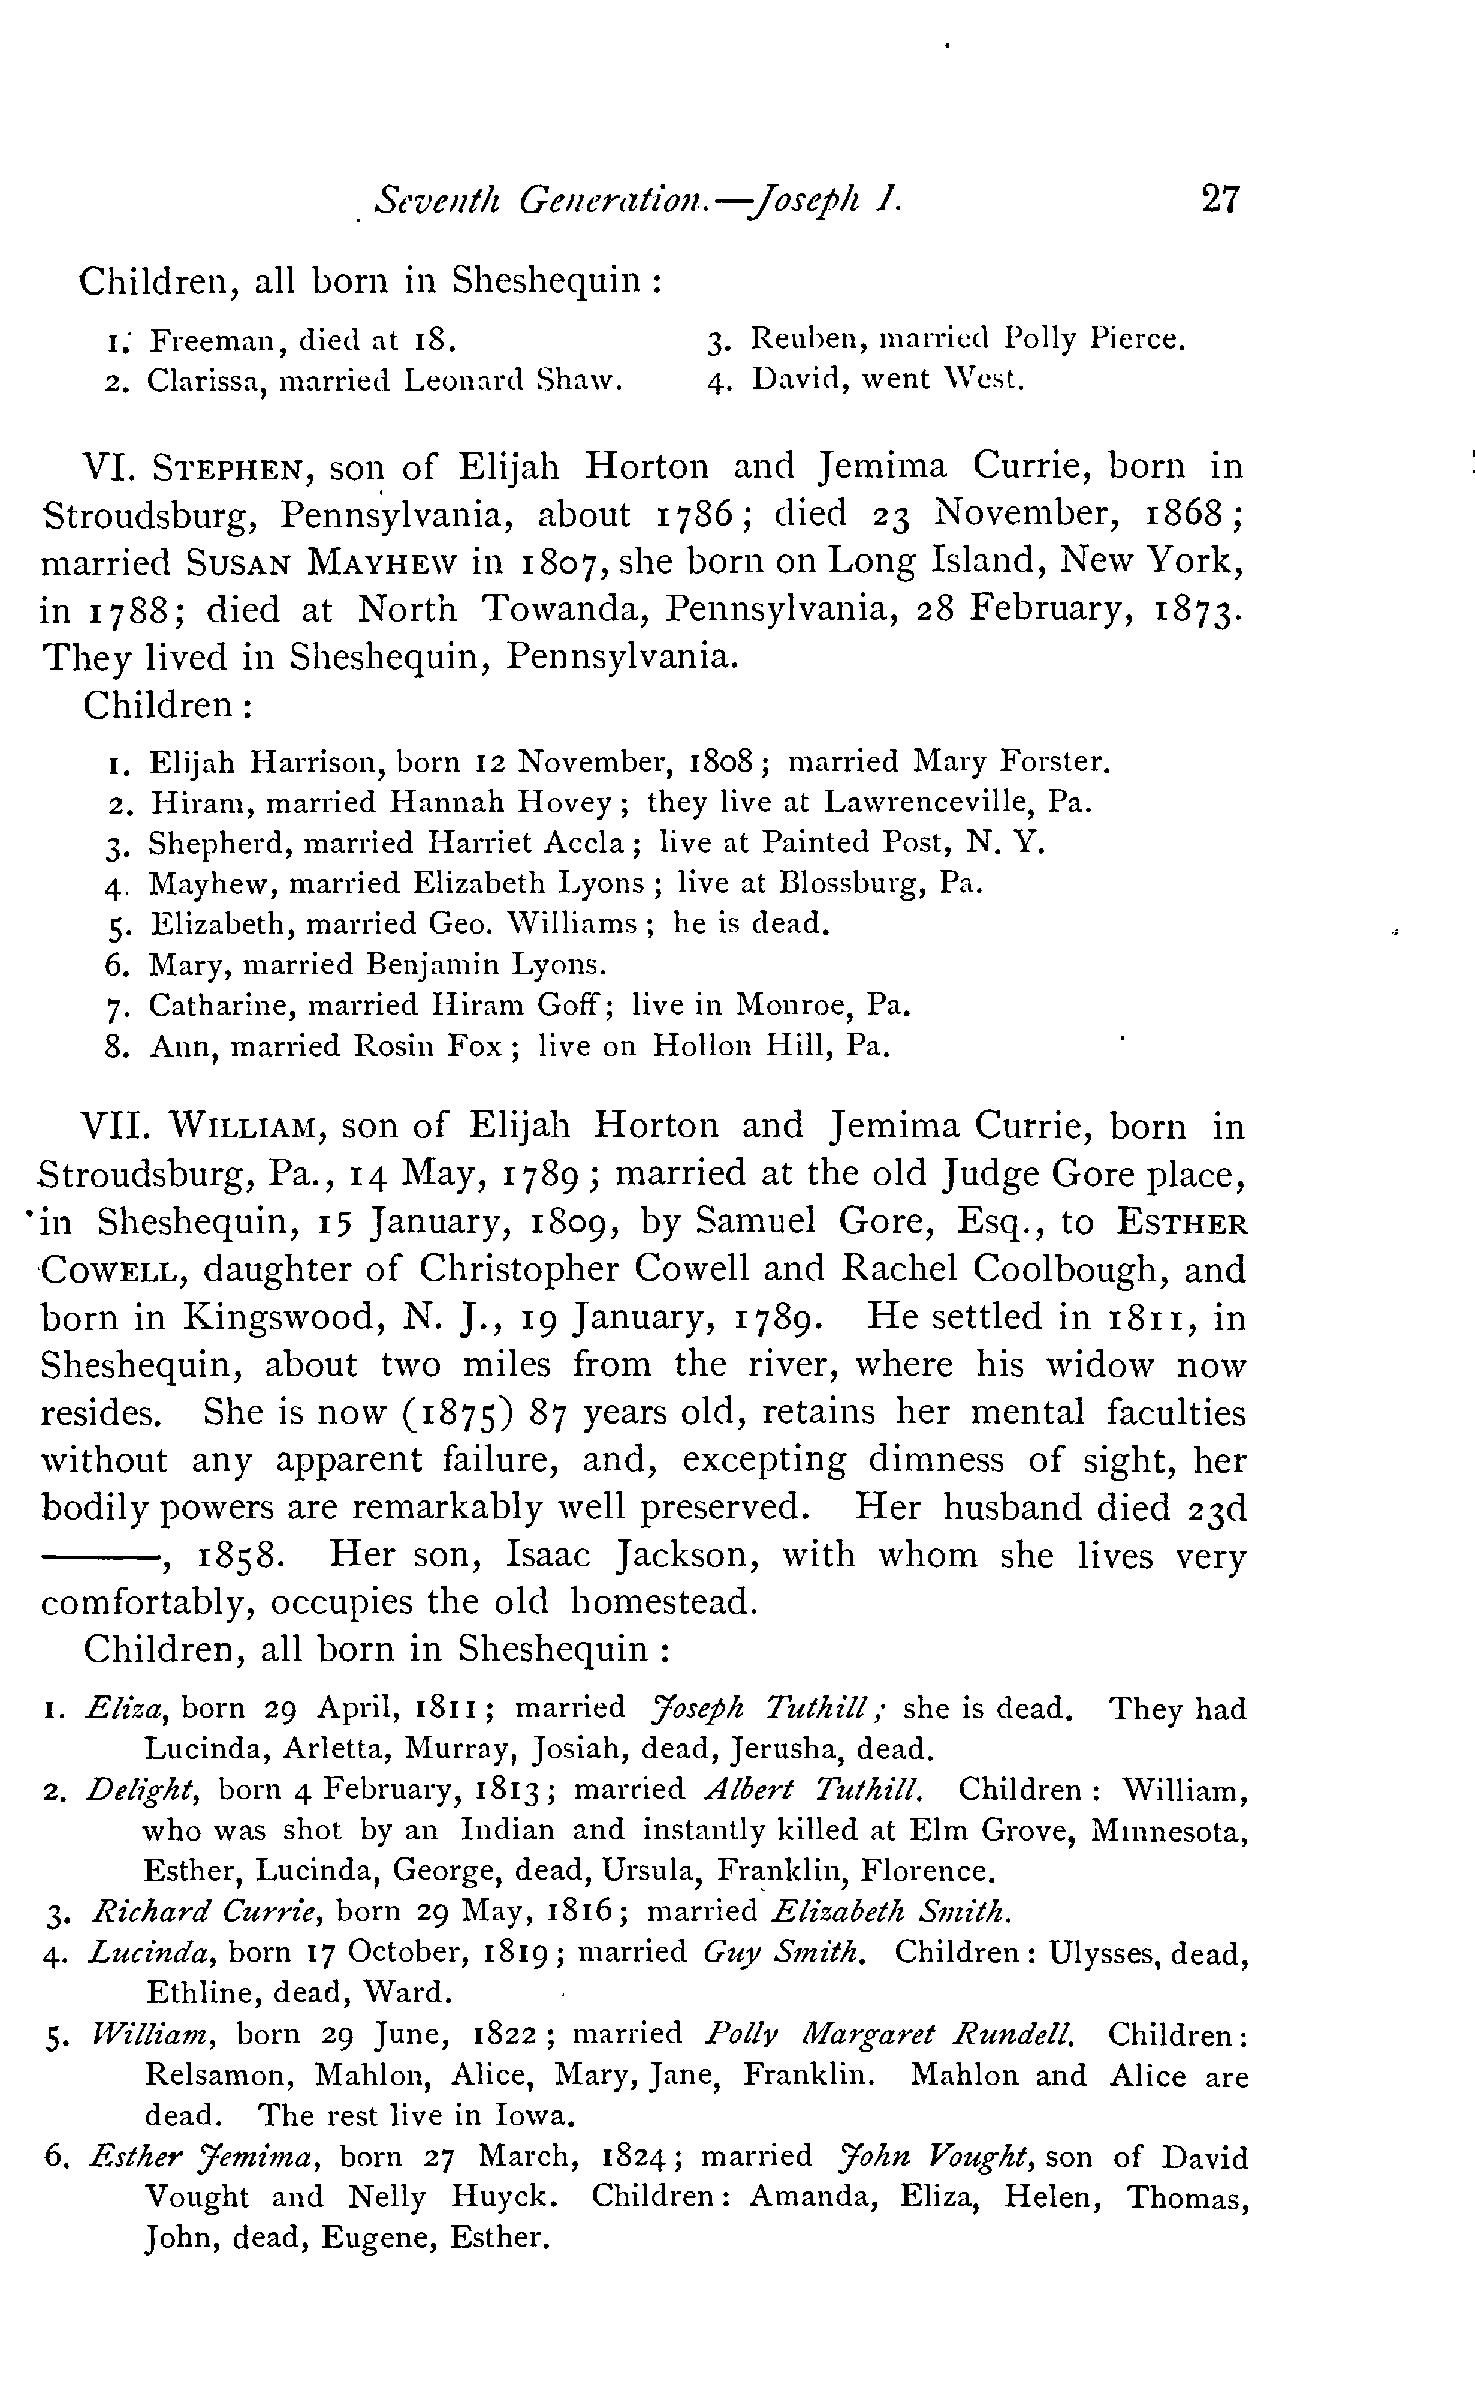 Seventh Generation.—Joseph I. 27
Children, all born in Sheshequin :
1. Freeman, died at 18.
2. Clarissa, married Leonard Shaw.
3. Reuben, married Polly Pierce.
4. David, went West.
VI. STEPHEN, son of Elijah Horton and Jemima Currie, born in
Stroudsburg, Pennsylvania, about 1786; died 23 November, 1868;
married SUSAN MAYHEW in 1807, she born on Long Island, New York,
in 1788; died at North Towanda, Pennsylvania, 28 February, 1873.
They lived in Sheshequin, Pennsylvania.
Children :
1. Elijah Harrison, born 12 November, 1808; married Mary Forster.
2. Hiram, married Hannah Hovey; they live at Lawrenceville, Pa.
3. Shepherd, married Harriet Accla; live at Painted Post, N. Y.
4. Mayhew, married Elizabeth Lyons; live at Blossburg, Pa.
5. Elizabeth, married Geo. Williams; he is dead.
6. Mary, married Benjamin Lyons.
7. Catharine, married Hiram Goff; live in Monroe, Pa.
8. Ann, married Rosin Fox; live on Hollon Hill, Pa.
VII. WILLIAM, son of Elijah Horton and Jemima Currie, born in
Stroudsburg, Pa., 14 May, 1789; married at the old Judge Gore place,
in Sheshequin, 15 January, 1809, by Samuel Gore, Esq., to ESTHER
COWELL, daughter of Christopher Cowell and Rachel Coolbough, and
born in Kingswood, N. J., 19 January, 1789. He settled in 1811, in
Sheshequin, about two miles from the river, where his widow now
resides. She is now (1875) 87 years old, retains her mental faculties
without any apparent failure, and, excepting dimness of sight, her
bodily powers are remarkably well preserved. Her husband died 23d
———, 1858. Her son, Isaac Jackson, with whom she lives very
comfortably, occupies the old homestead.
Children, all born in Sheshequin :
1. Eliza, born 29 April, 1811; married Joseph Tuthill; she is dead. They had
Lucinda, Arletta, Murray, Josiah, dead, Jerusha, dead.
2. Delight, born 4 February, 1813; married Albert Tuthill. Children : William,
who was shot by an Indian and instantly killed at Elm Grove, Minnesota,
Esther, Lucinda, George, dead, Ursula, Franklin, Florence.
3. Richard Currie, born 29 May, 1816; married Elizabeth Smith.
4. Lucinda, born 17 October, 1819; married Guy Smith. Children: Ulysses, dead,
Ethline, dead, Ward.
5. William, born 29 June, 1822; married Polly Margaret Rundell. Children:
Relsamon, Mahlon, Alice, Mary, Jane, Franklin. Mahlon and Alice are
dead. The rest live in Iowa.
6. Esther Jemima, born 27 March, 1824; married John Vought, son of David
Vought and Nelly Huyck. Children: Amanda, Eliza, Helen, Thomas,
John, dead, Eugene, Esther.